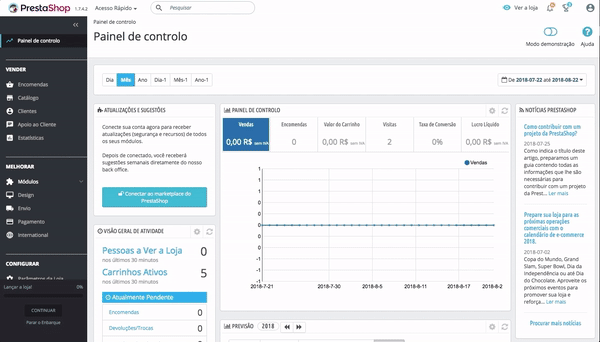 PrestaShop 1.7.4.2 Acesso Rápido Pesquisar Ver a loja
Painel de controlo
Painel de controlo
Modo demonstração Ajuda
Painel de controlo
VENDER
Encomendas
Catálogo
Clientes
Apoio ao Cliente
Estatísticas
MELHORAR
Módulos
Design
Envio
Pagamento
International
CONFIGURAR
Parâmetros da Loja
Lançar a loja! 0%
CONTINUAR
Parar o Enbarque
Dia Mês Ano Dia-1 Mês-1 Ano-1
De 2018-07-22 até 2018-08-22
ATUALIZAÇÕES E SUGESTÕES
Conecte sua conta agora para receber
atualizações (segurança e recursos) de todos
os seus módulos.
Depois de conectado, você receberá
sugestões semanais diretamente do nosso
back office.
Conectar ao marketplace do
PrestaShop
VISÃO GERAL DE ATIVIDADE
Pessoas a Ver a Loja 0
nos últimos 30 minutos
Carrinhos Ativos 5
nos últimos 30 minutos
Atualmente Pendente
Encomendas 0
Devoluções/Trocas 0
PAINEL DE CONTROLO
Vendas Encomendas Valor do Carrinho Visitas Taxa de Conversão Lucro Líquido
0,00 R$ sem IVA 0 0,00 R$ sem IVA 2 0% 0,00 R$ sem IVA
Vendas
1
1
1
0
0
0
-1
-1
-1
2018-7-21 2018-7-30 2018-8-5 2018-8-12 2018-8-2
PREVISÃO 2018
NOTÍCIAS PRESTASHOP
Como contribuir com um
projeto da PrestaShop?
2018-07-25
Como indica o título deste
artigo, preparamos um
guia contendo todas as
informações que lhe são
necessárias para
contribuir com um projeto
da Prest... Ler mais
Prepare sua loja para as
próximas operações
comerciais com o
calendário de e-commerce
2018.
2018-07-02
Copa do Mundo, Grand
Slam, Super Bowl, Dia da
Independência ou até Dia
do Chocolate. Aproveite os
próximos eventos para
promover sua loja e
reforça... Ler mais
Procurar mais notícias